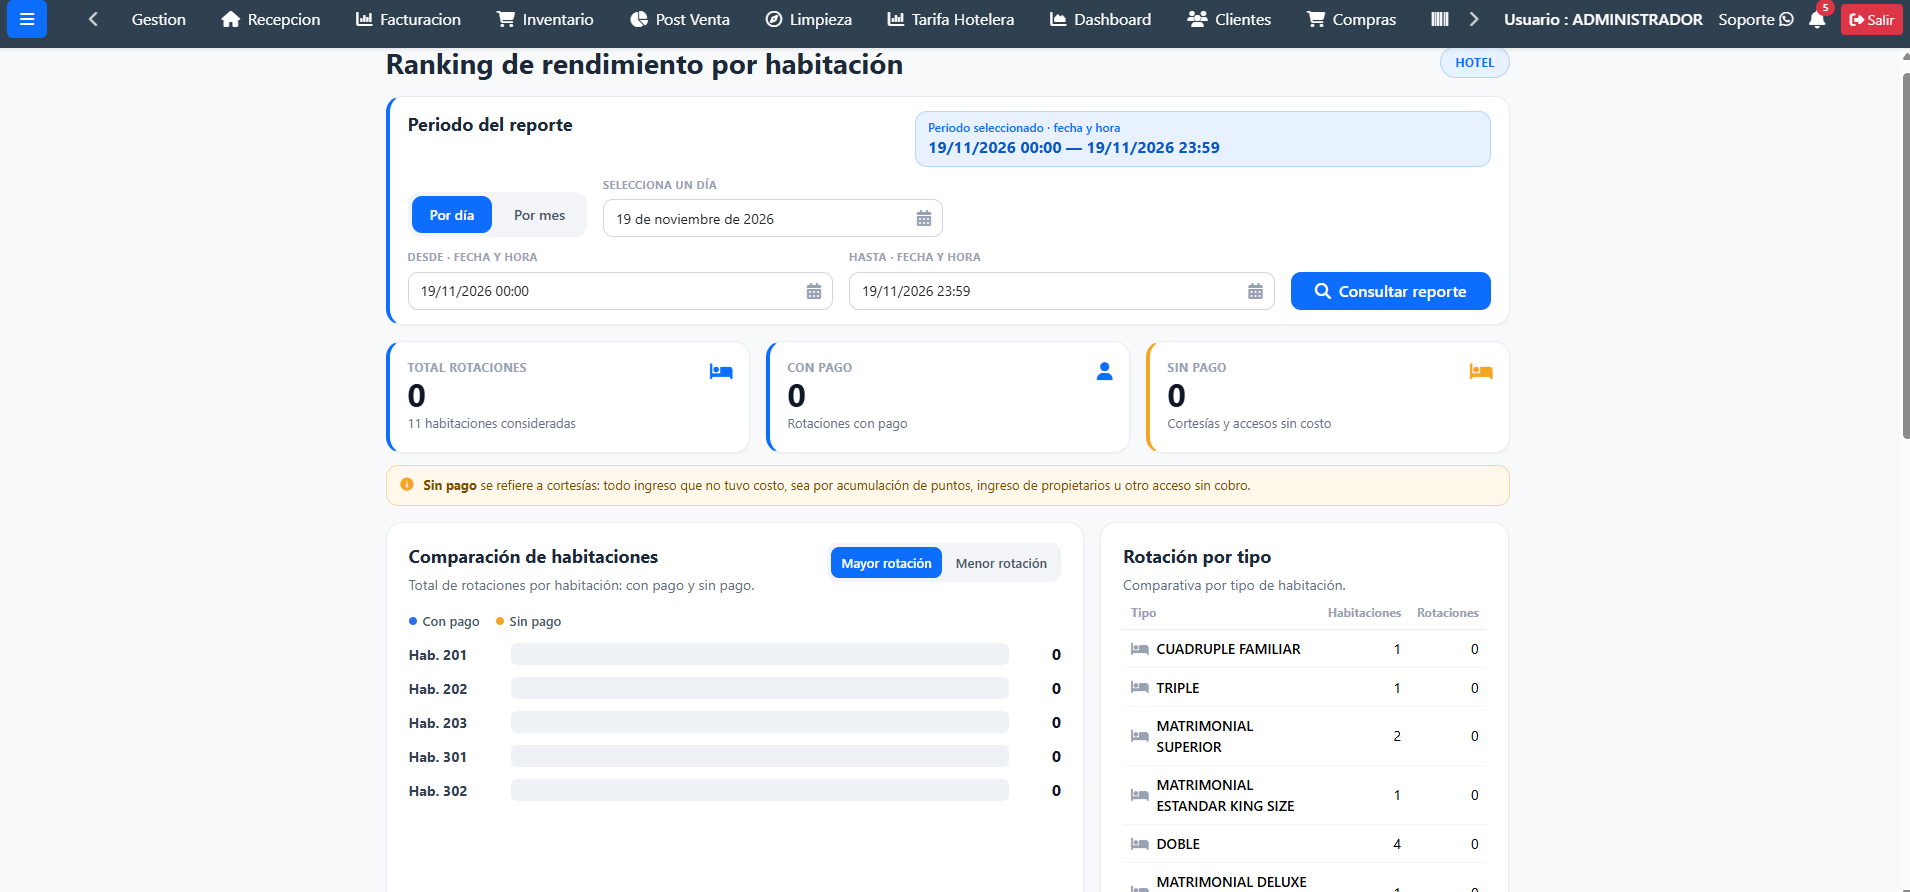 Gestion
Recepcion
Facturacion
Inventario
Post Venta
Limpieza
Tarifa Hotelera
Dashboard
Clientes
Compras
Usuario : ADMINISTRADOR
Soporte
5
Salir
Ranking de rendimiento por habitación
HOTEL
Periodo del reporte
Periodo seleccionado · fecha y hora
19/11/2026 00:00 — 19/11/2026 23:59
SELECCIONA UN DÍA
Por día
Por mes
19 de noviembre de 2026
DESDE · FECHA Y HORA
HASTA · FECHA Y HORA
19/11/2026 00:00
19/11/2026 23:59
Consultar reporte
TOTAL ROTACIONES
0
11 habitaciones consideradas
CON PAGO
0
Rotaciones con pago
SIN PAGO
0
Cortesías y accesos sin costo
Sin pago se refiere a cortesías: todo ingreso que no tuvo costo, sea por acumulación de puntos, ingreso de propietarios u otro acceso sin cobro.
Comparación de habitaciones
Mayor rotación
Menor rotación
Total de rotaciones por habitación: con pago y sin pago.
Con pago
Sin pago
Hab. 201 0
Hab. 202 0
Hab. 203 0
Hab. 301 0
Hab. 302 0
Rotación por tipo
Comparativa por tipo de habitación.
Tipo Habitaciones Rotaciones
CUADRUPLE FAMILIAR 1 0
TRIPLE 1 0
MATRIMONIAL
SUPERIOR 2 0
MATRIMONIAL
ESTANDAR KING SIZE 1 0
DOBLE 4 0
MATRIMONIAL DELUXE